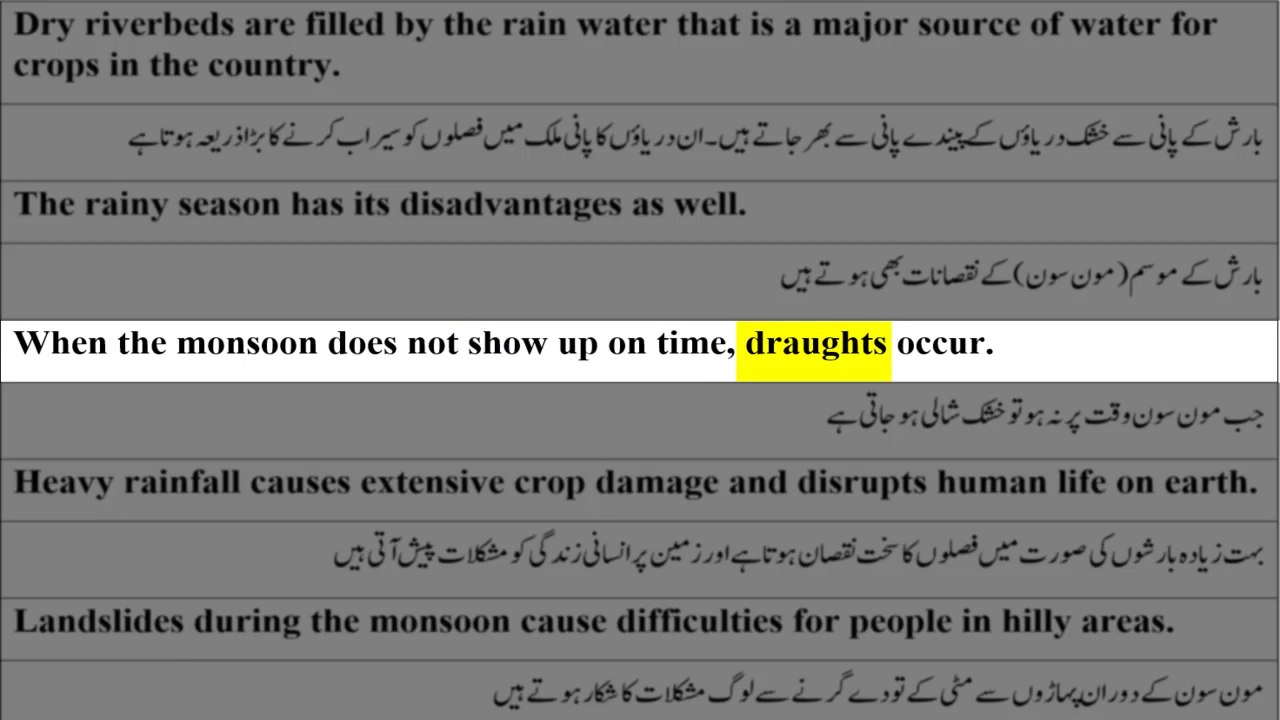 Dry riverbeds are filled by the rain water that is a major source of water for
crops in the country.
بارش کے پانی سے خشک دریاؤں کے پیندے پانی سے بھر جاتے ہیں۔ ان دریاؤں کا پانی ملک میں فصلوں کو سیراب کرنے کا بڑا ذریعہ ہوتا ہے
The rainy season has its disadvantages as well.
بارش کے موسم (مون سون) کے نقصانات بھی ہوتے ہیں
When the monsoon does not show up on time, draughts occur.
جب مون سون وقت پر نہ ہو تو خشک شالی ہو جاتی ہے
Heavy rainfall causes extensive crop damage and disrupts human life on earth.
بہت زیادہ بارشوں کی صورت میں فصلوں کا سخت نقصان ہوتا ہے اور زمین پر انسانی زندگی کو مشکلات پیش آتی ہیں
Landslides during the monsoon cause difficulties for people in hilly areas.
مون سون کے دوران پہاڑوں سے مٹی کے تودے گرنے سے لوگ مشکلات کا شکار ہوتے ہیں